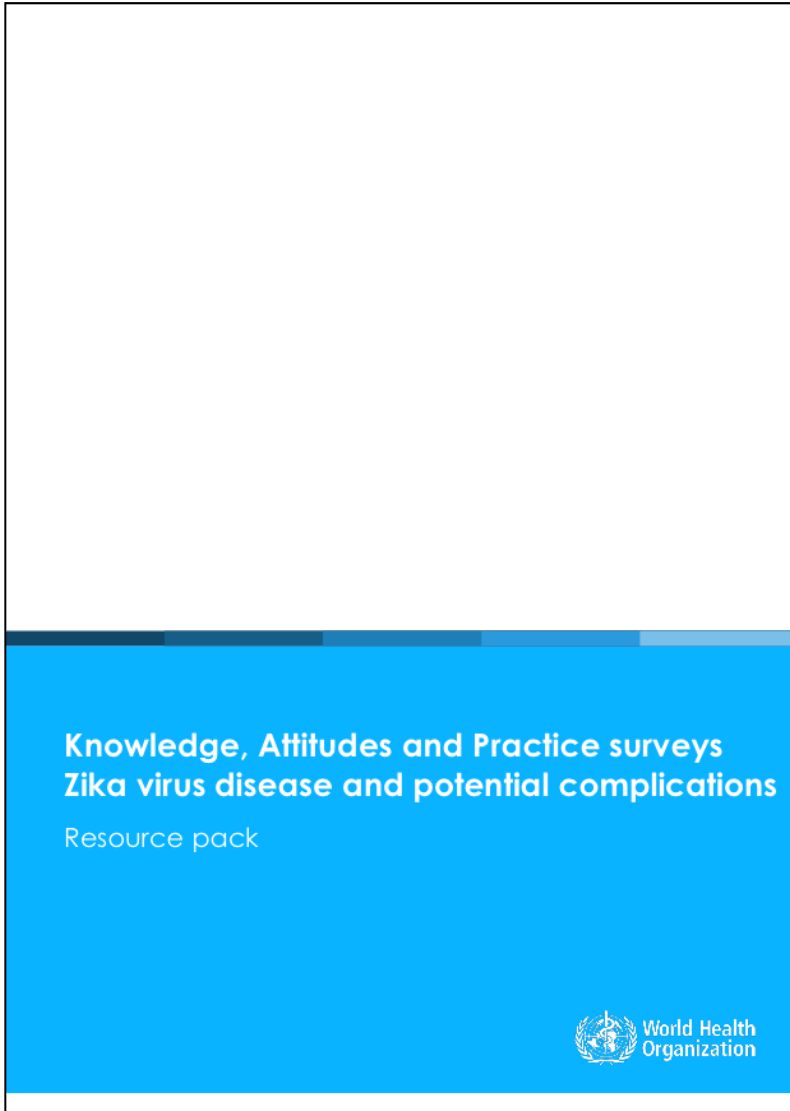 Knowledge, Attitudes and Practice surveys
Zika virus disease and potential complications
Resource pack
World Health
Organization